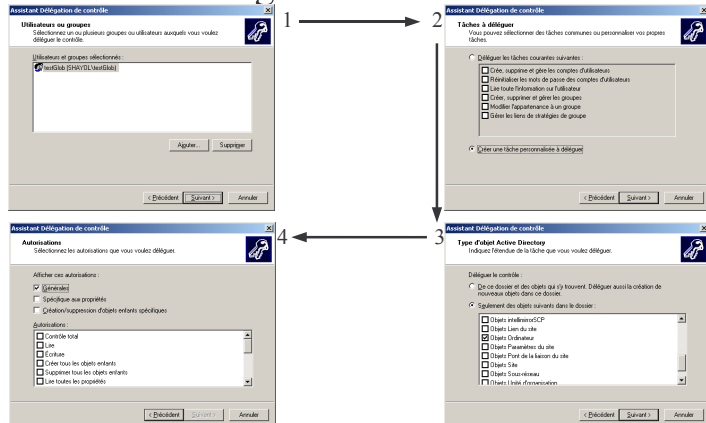 Assistant Délégation de contrôle
Utilisateurs ou groupes
Sélectionnez un ou plusieurs groupes ou utilisateurs auxquels vous voulez
déléguer le contrôle.
Utilisateurs et groupes sélectionnés :
testGlob (SHAYOL\testGlob)
Ajouter...
Supprimer
< Précédent
Suivant >
Annuler
1
2
Assistant Délégation de contrôle
Tâches à déléguer
Vous pouvez sélectionner des tâches communes ou personnaliser vos propres
tâches.
Déléguer les tâches courantes suivantes :
Crée, supprime et gère les comptes d'utilisateurs
Réinitialiser les mots de passe des comptes d'utilisateurs
Lire toute l'information sur l'utilisateur
Créer, supprimer et gérer les groupes
Modifier l'appartenance à un groupe
Gérer les liens de stratégies de groupe
Créer une tâche personnalisée à déléguer
< Précédent
Suivant >
Annuler
3
Assistant Délégation de contrôle
Type d'objet Active Directory
Indiquez l'étendue de la tâche que vous voulez déléguer.
Déléguer le contrôle :
De ce dossier et des objets qui s'y trouvent. Déléguer aussi la création de
nouveaux objets dans ce dossier.
Seulement des objets suivants dans le dossier :
Objets intellimirrorSCP
Objets Lien du site
Objets Ordinateur
Objets Paramètres du site
Objets Pont de la liaison du site
Objets Site
Objets Sous-réseau
Objets Unité d'organisation
< Précédent
Suivant >
Annuler
4
Assistant Délégation de contrôle
Autorisations
Sélectionnez les autorisations que vous voulez déléguer.
Afficher ces autorisations :
Générales
Spécifique aux propriétés
Création/suppression d'objets enfants spécifiques
Autorisations :
Contrôle total
Lire
Écriture
Créer tous les objets enfants
Supprimer tous les objets enfants
Lire toutes les propriétés
< Précédent
Suivant >
Annuler